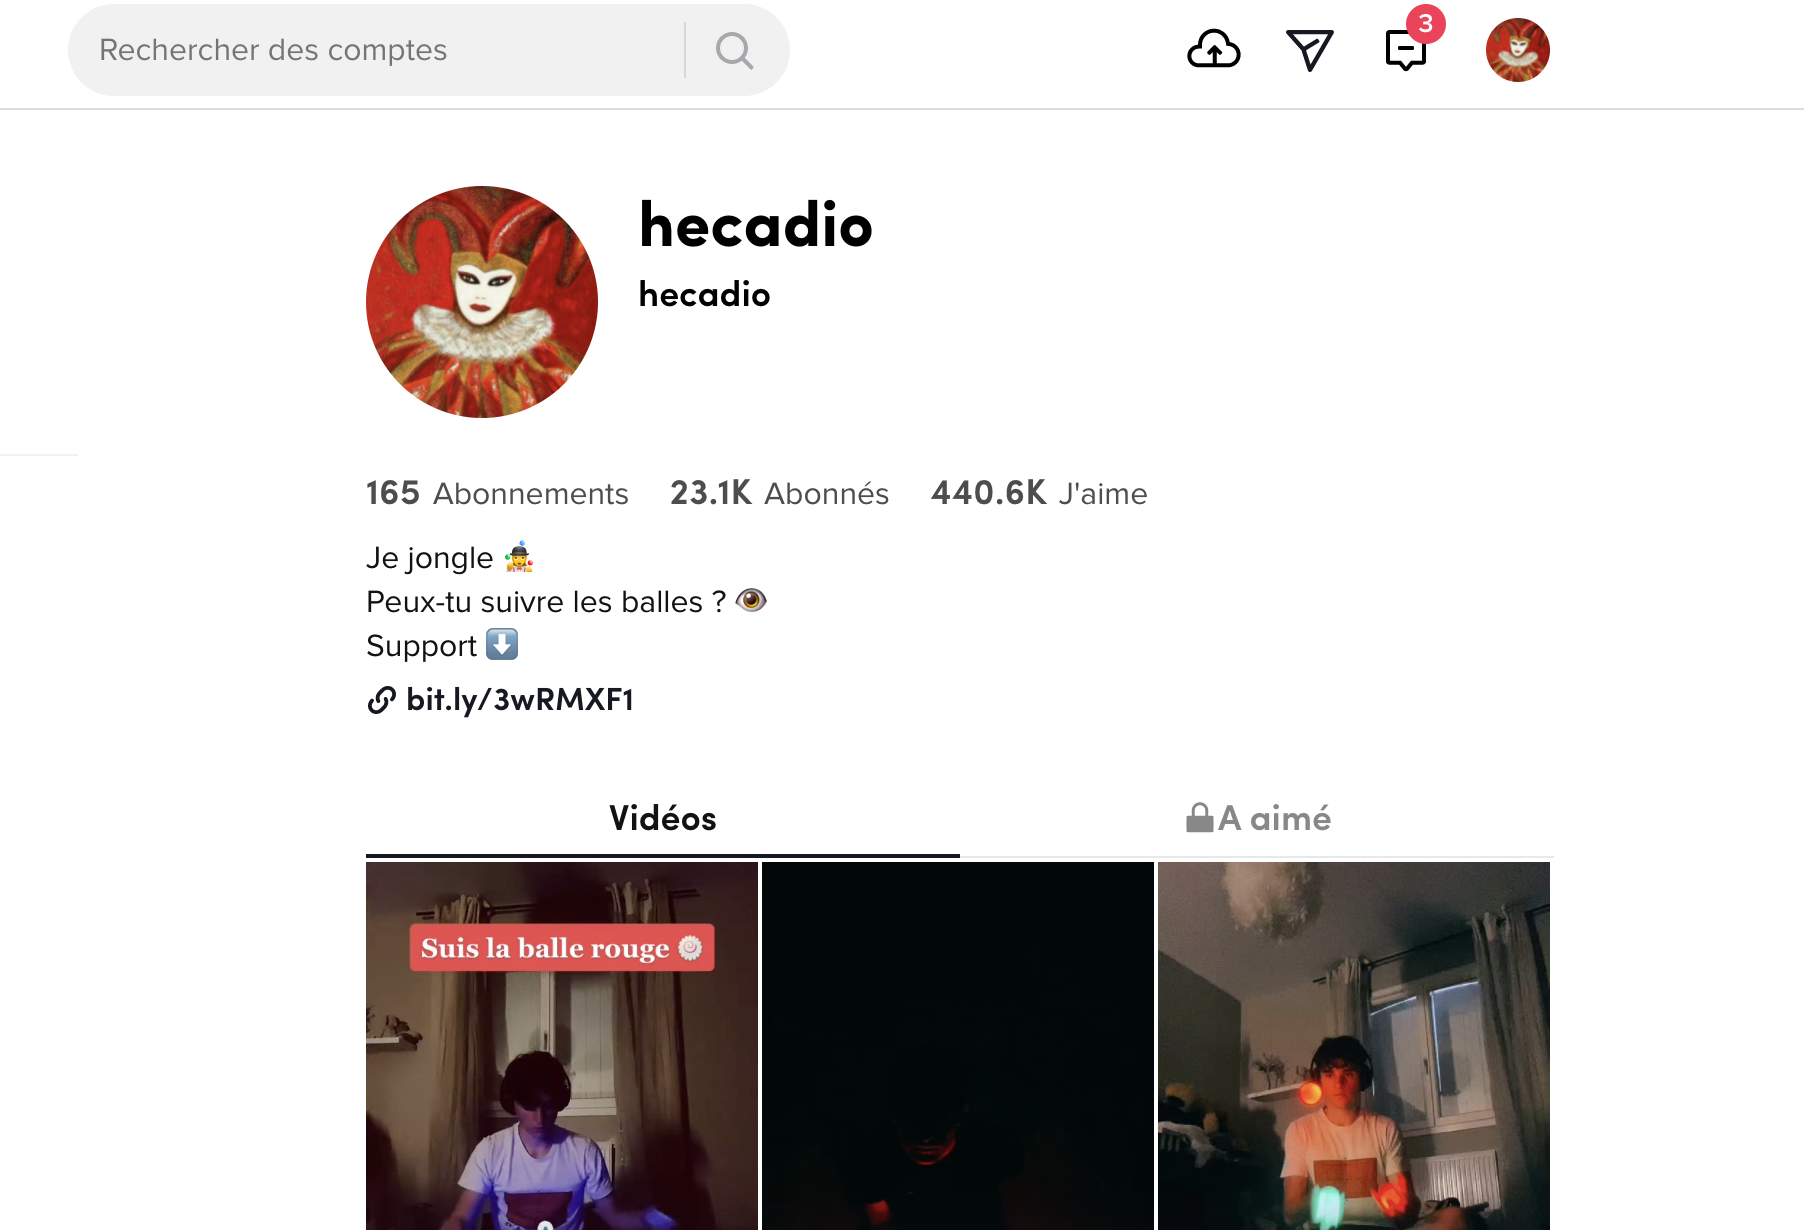 Rechercher des comptes
3
hecadio
hecadio
165 Abonnements 23.1K Abonnés 440.6K J'aime
Je jongle 🤹
Peux-tu suivre les balles ? 👁️
Support ⬇️
bit.ly/3wRMXF1
Vidéos
A aimé
Suis la balle rouge 🍥